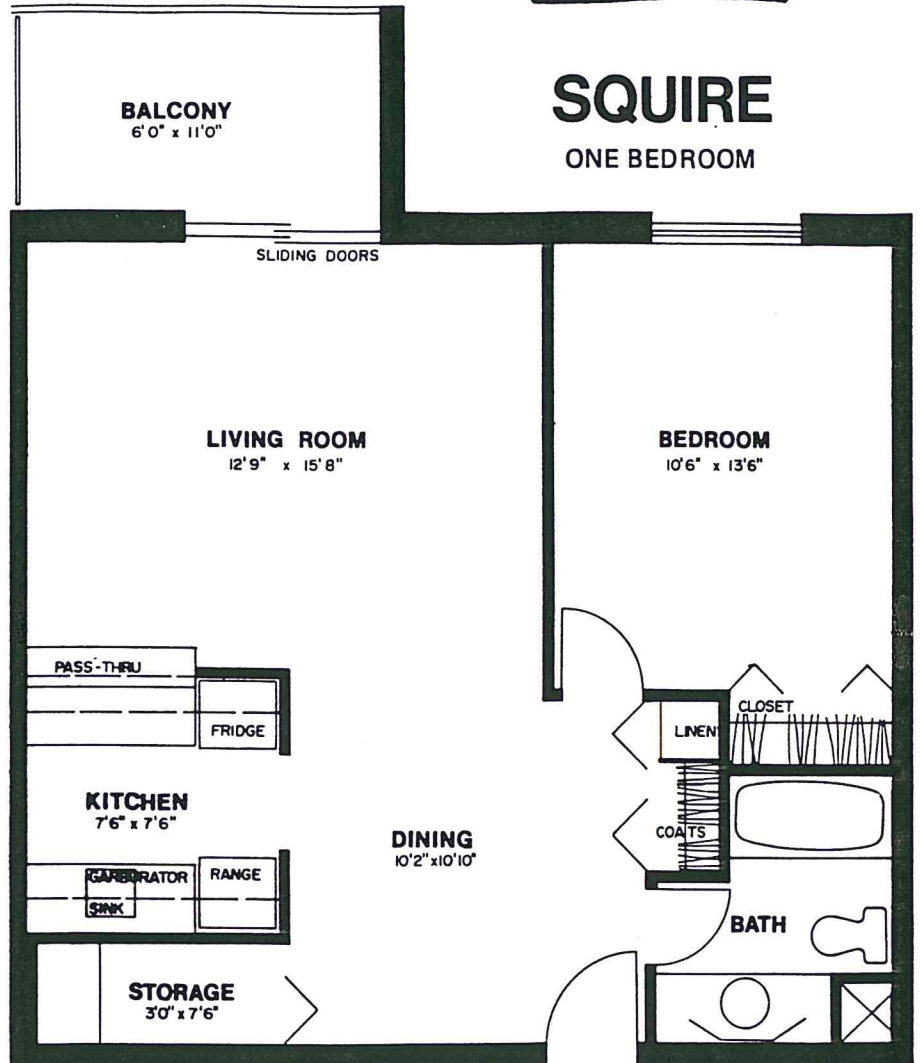 SQUIRE
ONE BEDROOM
BALCONY
6'0" x 11'0"
SLIDING DOORS
LIVING ROOM
12'9" x 15'8"
BEDROOM
10'6" x 13'6"
PASS-THRU
FRIDGE
CLOSET
LINEN
KITCHEN
7'6" x 7'6"
COATS
DINING
10'2" x 10'10"
GARBORATOR
RANGE
SINK
BATH
STORAGE
3'0" x 7'6"